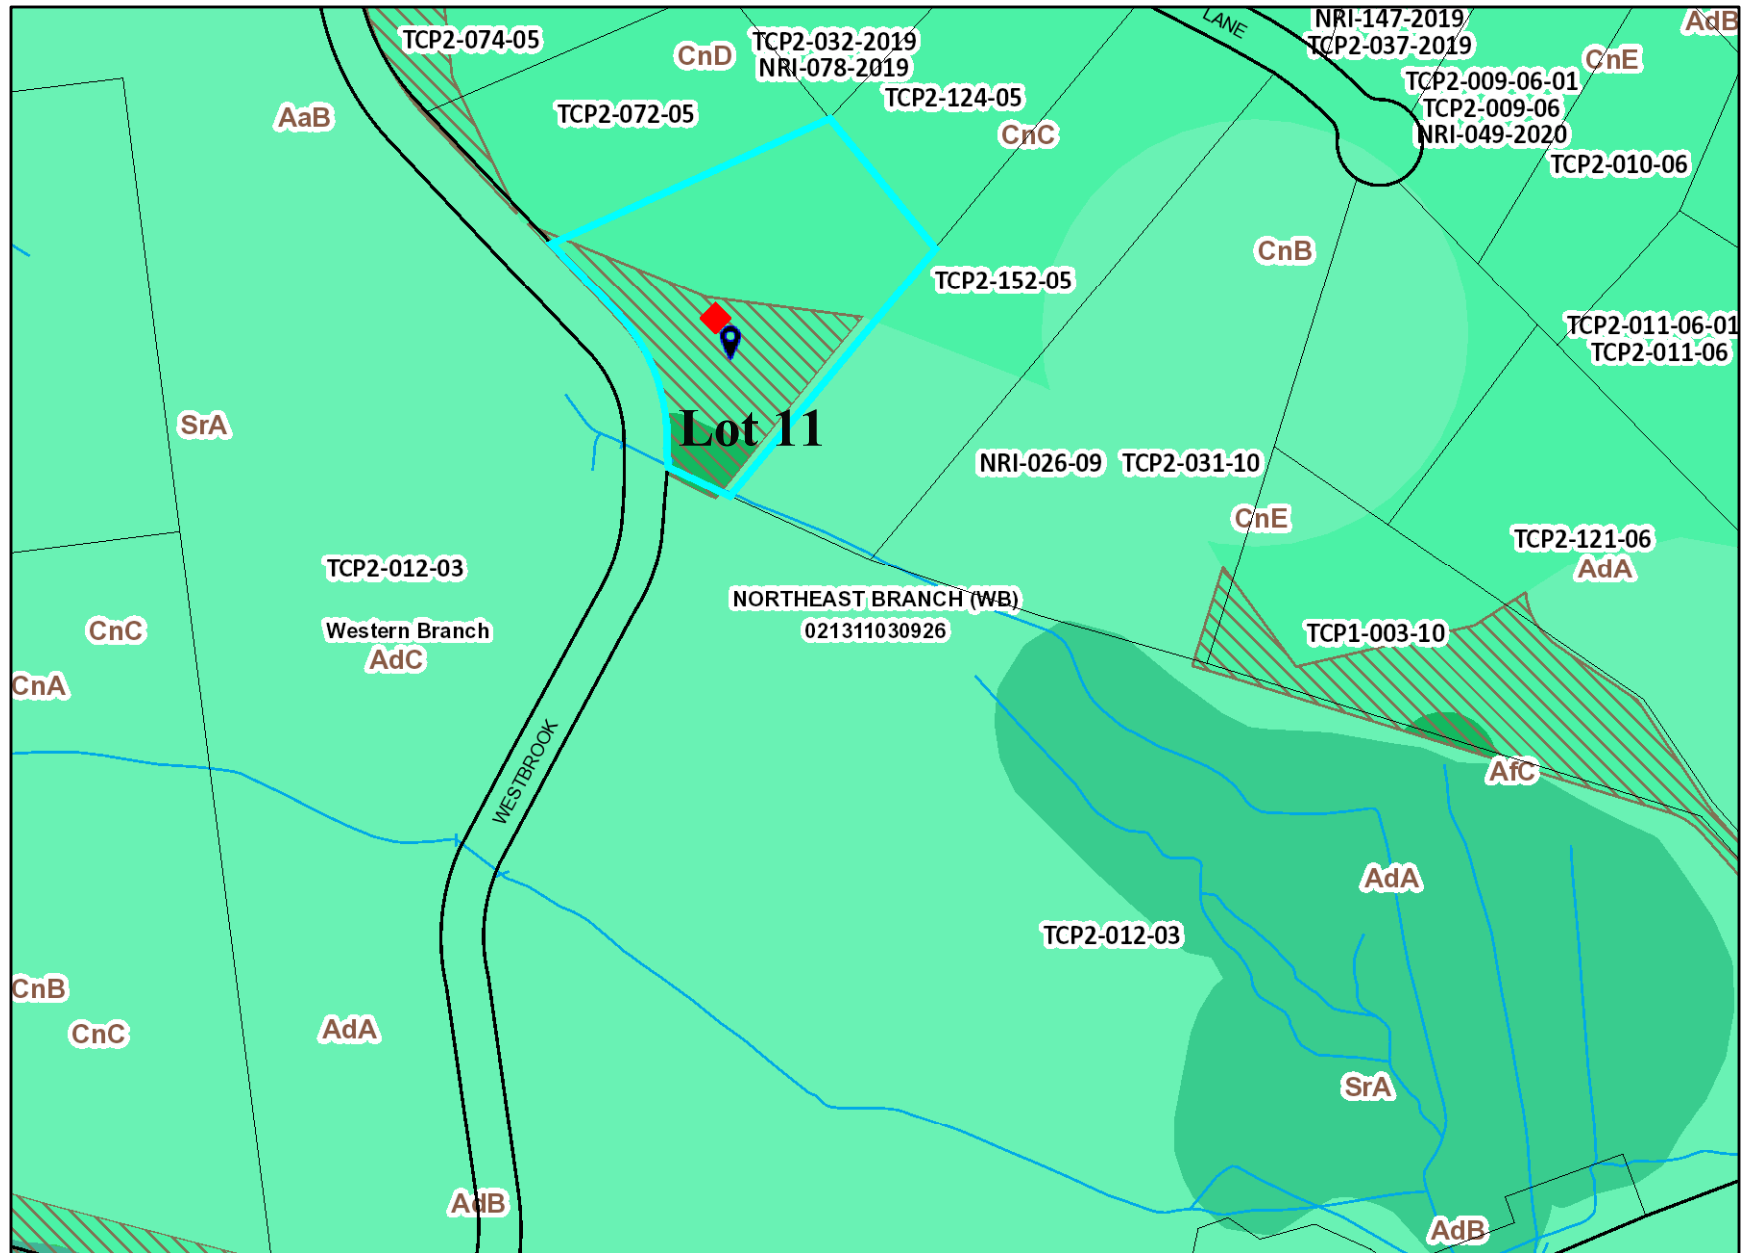 NRI-147-2019
AdB
LANE
TCP2-074-05
TCP2-032-2019
TCP2-037-2019
CnD
NRI-078-2019
CnE
TCP2-009-06-01
TCP2-124-05
TCP2-009-06
TCP2-072-05
AaB
CnC
NRI-049-2020
TCP2-010-06
CnB
TCP2-152-05
TCP2-011-06-01
TCP2-011-06
SrA
Lot 11
NRI-026-09
TCP2-031-10
CnE
TCP2-121-06
TCP2-012-03
AdA
NORTHEAST BRANCH (WB)
021311030926
CnC
Western Branch
TCP1-003-10
AdC
CnA
WESTBROOK
AfC
AdA
TCP2-012-03
CnB
CnC
AdA
SrA
AdB
AdB